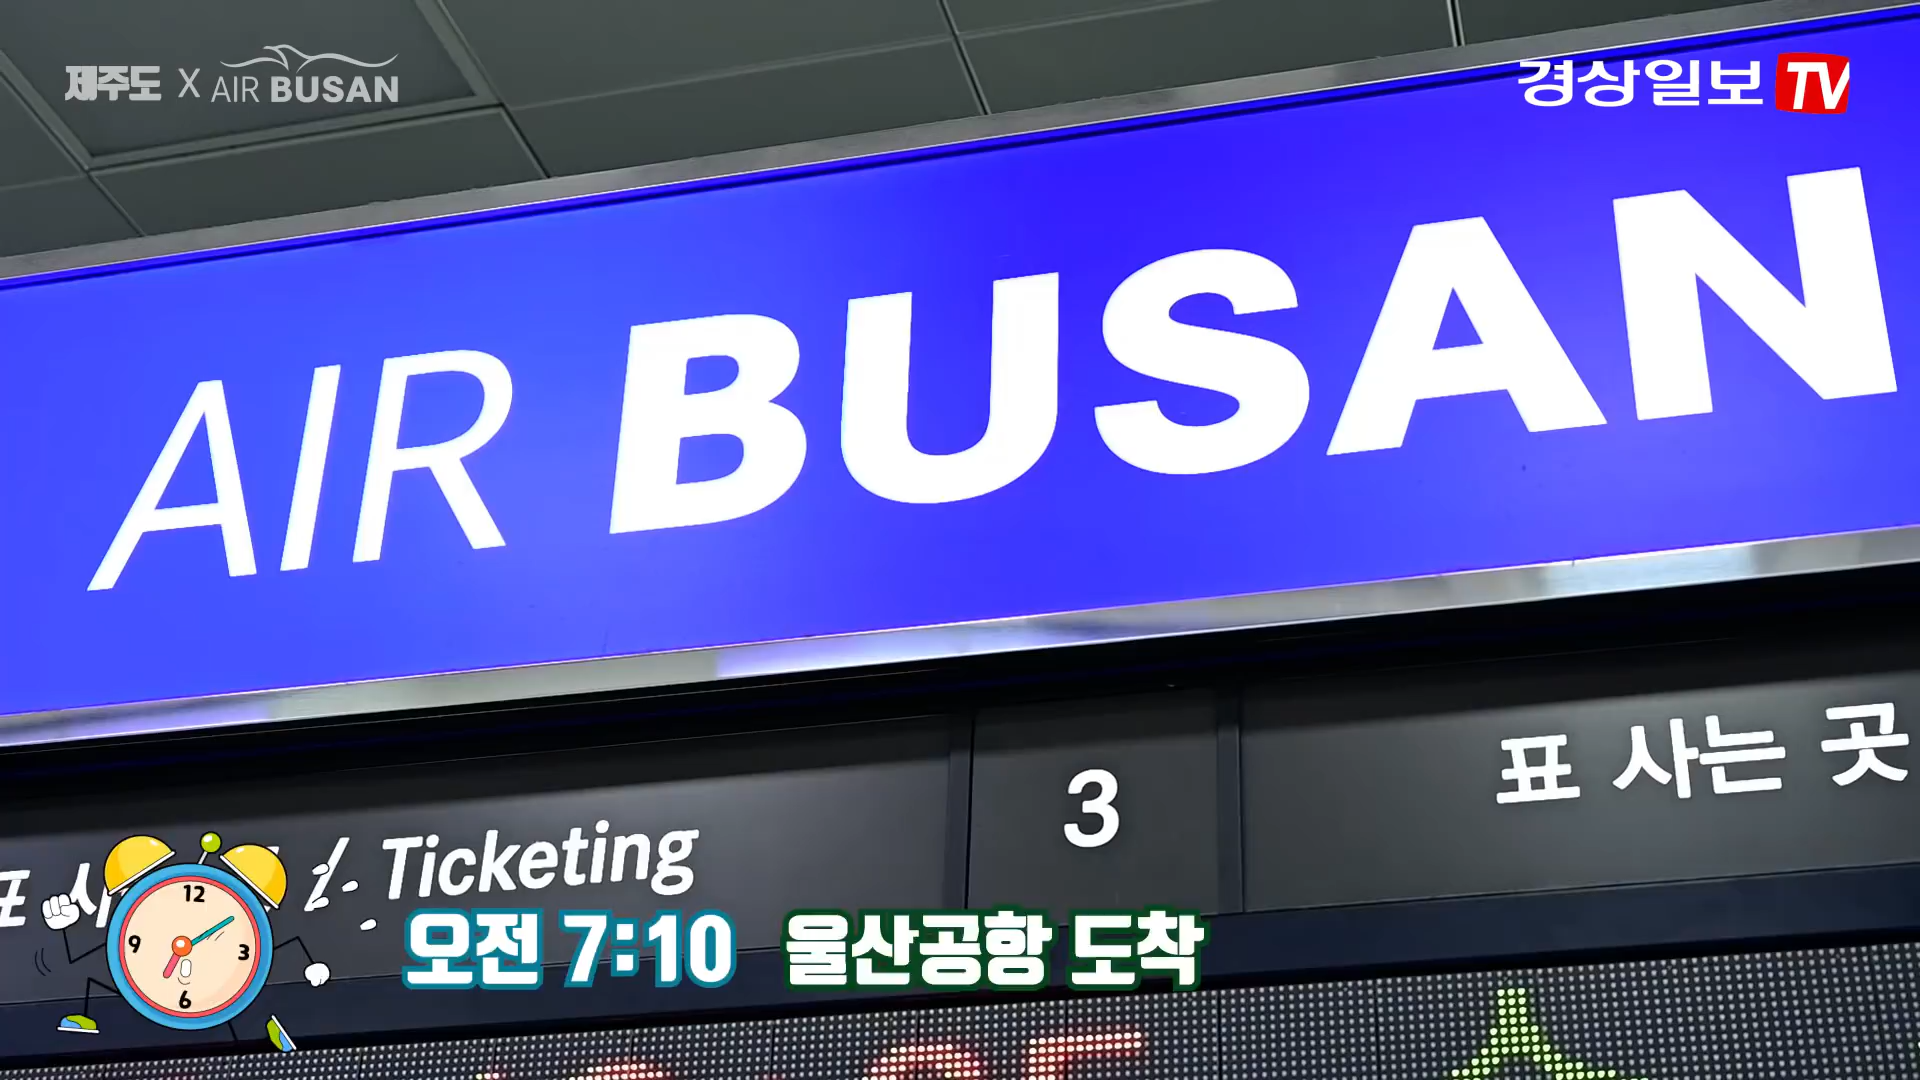 제주도 X AIR BUSAN
경상일보 TV
AIR BUSAN
Ticketing
3
표 사는 곳
12
9
3
6
오전 7:10 울산공항 도착